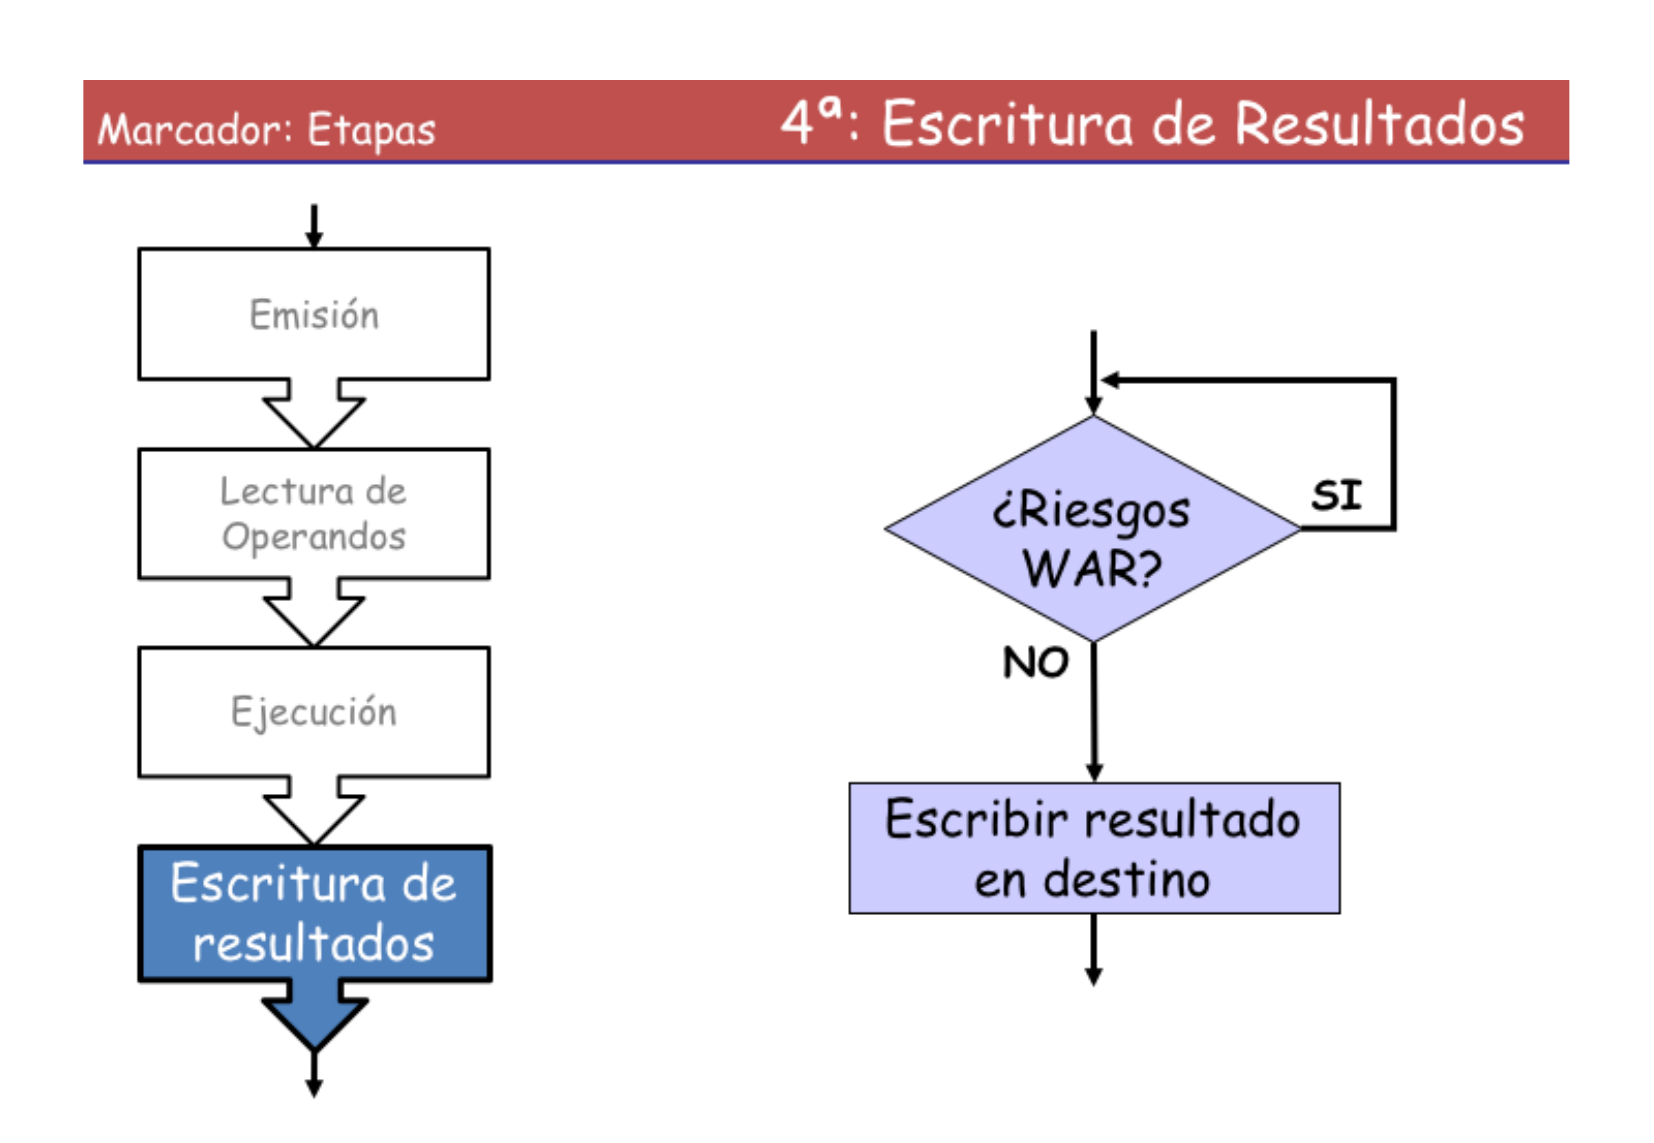 Marcador: Etapas
4ª: Escritura de Resultados
Emisión
Lectura de
Operandos
Ejecución
Escritura de
resultados
¿Riesgos
WAR?
SI
NO
Escribir resultado
en destino